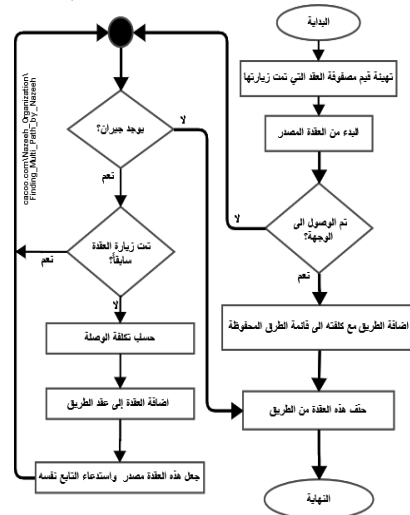 البداية
تهيئة قيم مصفوفة العقد التي تمت زيارتها
البدء من العقدة المصدر
تم الوصول الى
الوجهة؟
لا
نعم
اضافة الطريق مع كلفته الى قائمة الطرق المحفوظة
حذف هذه العقدة من الطريق
النهاية
يوجد جيران؟
لا
نعم
تمت زيارة العقدة
سابقاً؟
نعم
لا
حسب تكلفة الوصلة
اضافة العقدة إلى عقد الطريق
جعل هذه العقدة مصدر واستدعاء التابع نفسه
cacoo.com\Nazeeh_Organization\
Finding_Multi_Path_by_Nazeeh